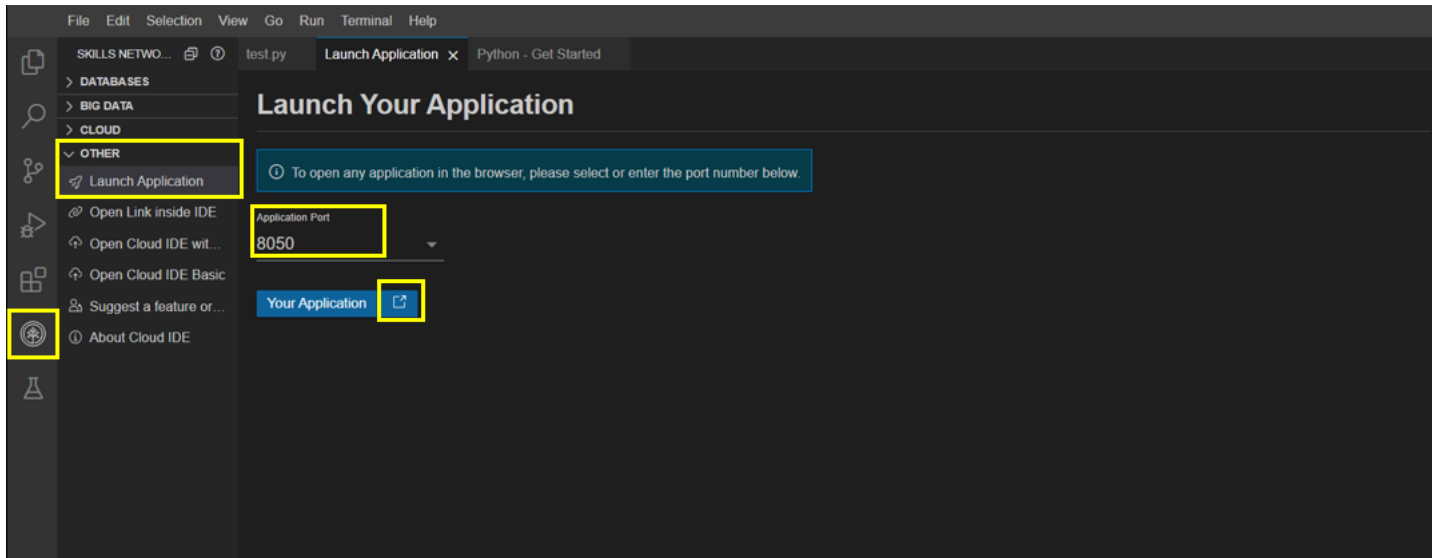 File Edit Selection View Go Run Terminal Help
SKILLS NETWO...
test.py Launch Application Python - Get Started
DATABASES
BIG DATA
CLOUD
OTHER
Launch Application
Open Link inside IDE
Open Cloud IDE wit...
Open Cloud IDE Basic
Suggest a feature or...
About Cloud IDE
Launch Your Application
To open any application in the browser, please select or enter the port number below.
Application Port
8050
Your Application